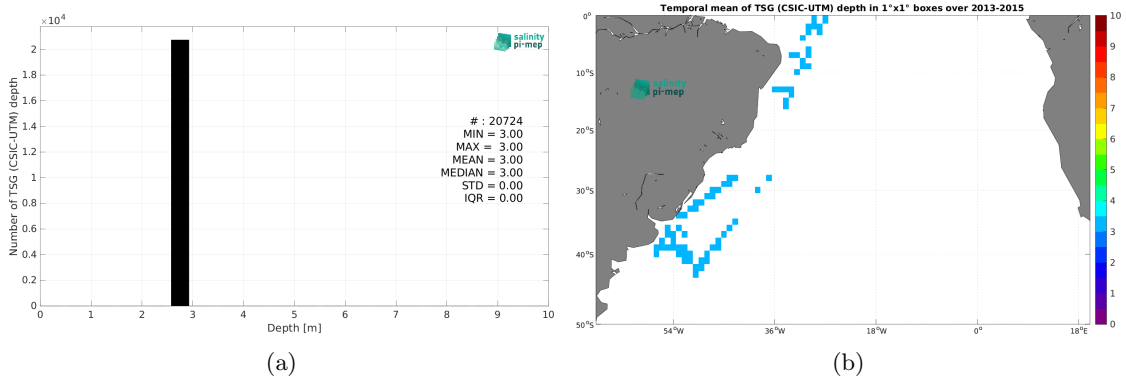 ×10⁴
2
1.8
1.6
1.4
1.2
1
0.8
0.6
0.4
0.2
0
Number of TSG (CSIC-UTM) depth
salinity
pi-mep
# : 20724
MIN = 3.00
MAX = 3.00
MEAN = 3.00
MEDIAN = 3.00
STD = 0.00
IQR = 0.00
0 1 2 3 4 5 6 7 8 9 10
Depth [m]
(a)
Temporal mean of TSG (CSIC-UTM) depth in 1°x1° boxes over 2013-2015
0°
10°S
20°S
30°S
40°S
50°S
salinity
pi-mep
54°W 36°W 18°W 0° 18°E
10
9
8
7
6
5
4
3
2
1
0
(b)